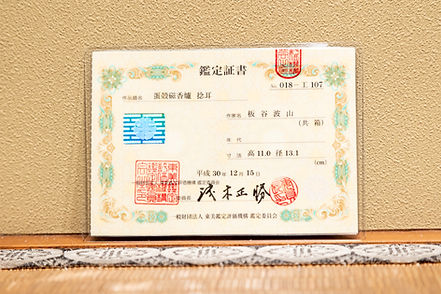 鑑定証書
No. 018-I 107
作品題名 蛋殻磁香爐 捻耳
作家名 板谷波山
(共箱)
年代
寸法 高11.0 径13.1
(cm)
平成30年12月15日
一般財団法人 東美鑑定評価機構 鑑定委員会